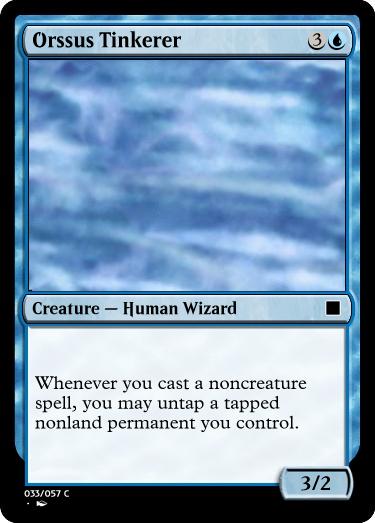 Orssus Tinkerer 3
Creature — Human Wizard
Whenever you cast a noncreature
spell, you may untap a tapped
nonland permanent you control.
3/2
033/057 C